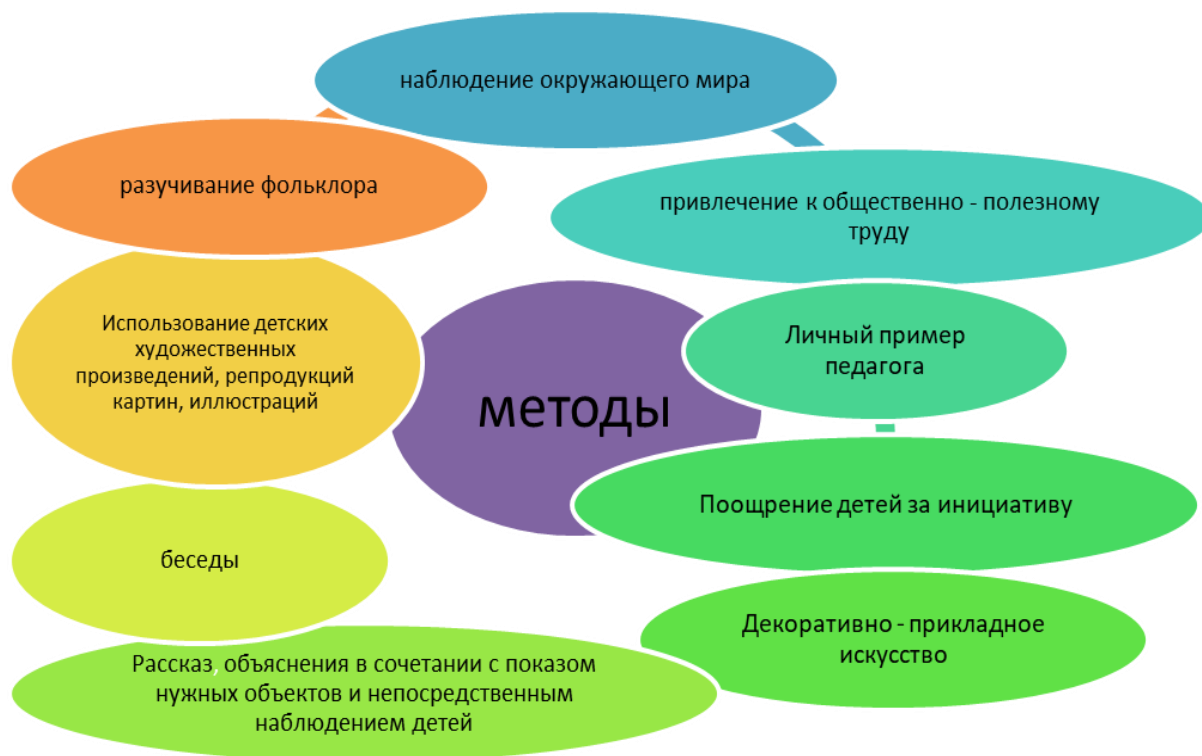 наблюдение окружающего мира
разучивание фольклора
привлечение к общественно - полезному
труду
Использование детских
художественных
произведений, репродукций
картин, иллюстраций
методы
Личный пример
педагога
Поощрение детей за инициативу
беседы
Декоративно - прикладное
искусство
Рассказ, объяснения в сочетании с показом
нужных объектов и непосредственным
наблюдением детей